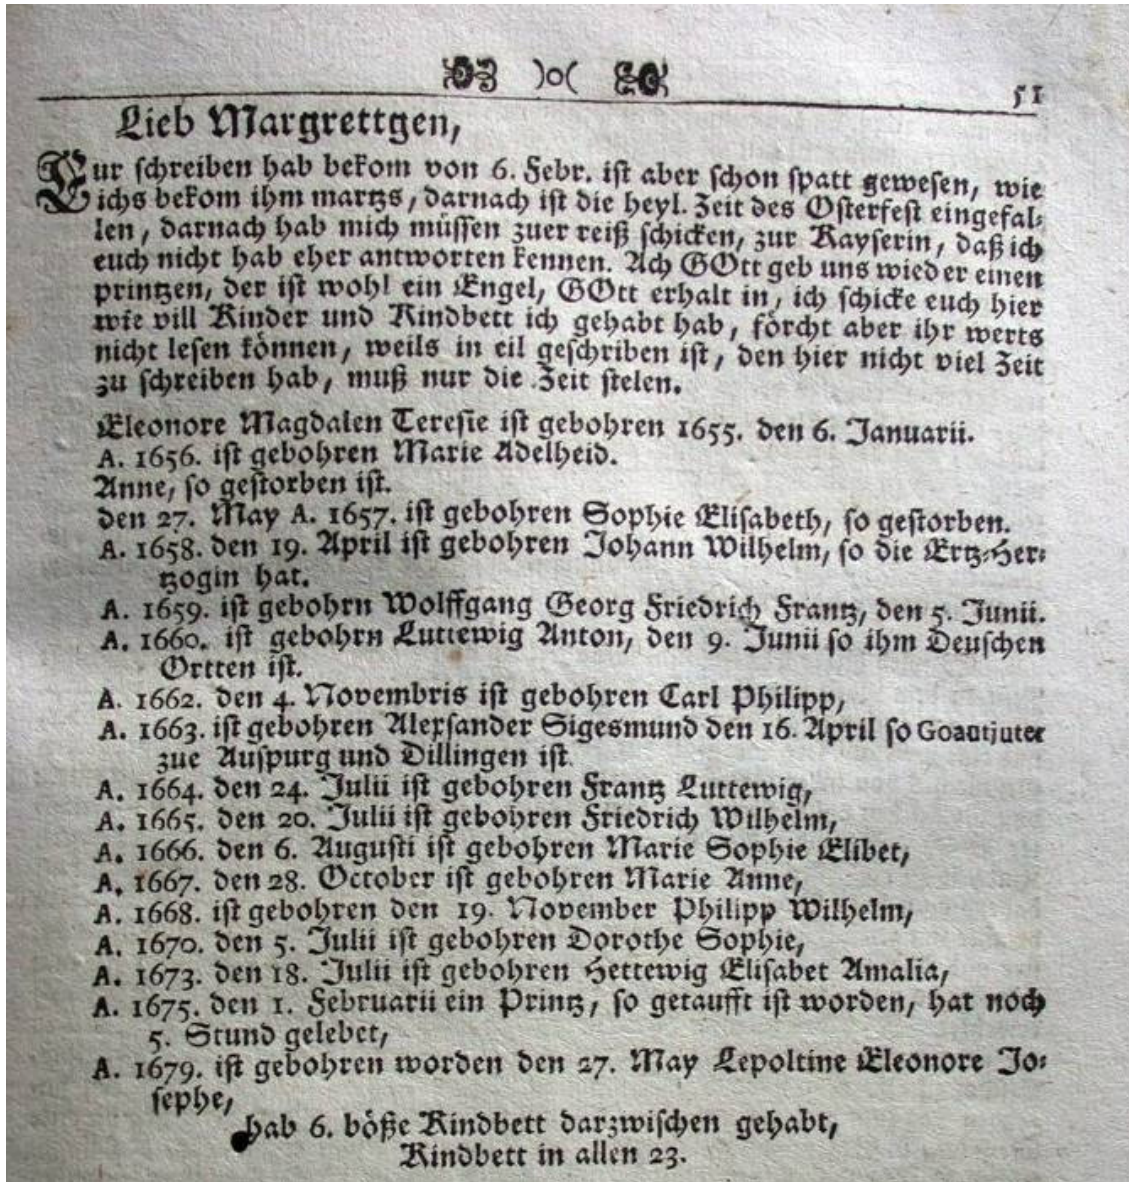 )o( 51
Lieb Margrettgen,
Eur schreiben hab bekom von 6. Febr. ist aber schon spatt gewesen, wie
ichs bekom ihm martzs, darnach ist die heyl. Zeit des Osterfest eingefal-
len, darnach hab mich müssen zuer reiß schicken, zur Kayserin, daß ich
euch nicht hab eher antworten kennen. Ach GOtt geb uns wieder einen
printzen, der ist wohl ein Engel, GOtt erhalt in, ich schicke euch hier
wie vill Kinder und Kindbett ich gehabt hab, förcht aber ihr werts
nicht lesen können, weils in eil geschriben ist, den hier nicht viel Zeit
zu schreiben hab, muß nur die Zeit stelen.
Eleonore Magdalen Teresie ist gebohren 1655. den 6. Januarii.
A. 1656. ist gebohren Marie Adelheid.
Anne, so gestorben ist.
den 27. May A. 1657. ist gebohren Sophie Elisabeth, so gestorben.
A. 1658. den 19. April ist gebohren Johann Wilhelm, so die Ertz-Her-
tzogin hat.
A. 1659. ist gebohrn Wolffgang Georg Friedrich Frantz, den 5. Junii.
A. 1660. ist gebohrn Luttewig Anton, den 9. Junii so ihm Deuschen
Ortten ist.
A. 1662. den 4. Novembris ist gebohren Carl Philipp,
A. 1663. ist gebohren Alexsander Sigesmund den 16. April so Goadtjuter
zue Auspurg und Dillingen ist.
A. 1664. den 24. Julii ist gebohren Frantz Luttewig,
A. 1665. den 20. Julii ist gebohren Friedrich Wilhelm,
A. 1666. den 6. Augusti ist gebohren Marie Sophie Elibet,
A. 1667. den 28. October ist gebohren Marie Anne,
A. 1668. ist gebohren den 19. November Philipp Wilhelm,
A. 1670. den 5. Julii ist gebohren Dorothe Sophie,
A. 1673. den 18. Julii ist gebohren Hettewig Elisabet Amalia,
A. 1675. den 1. Februarii ein Printz, so getaufft ist worden, hat noch
5. Stund gelebet,
A. 1679. ist gebohren worden den 27. May Lepoltine Eleonore Jo-
sephe,
hab 6. böße Kindbett darzwischen gehabt,
Kindbett in allen 23.